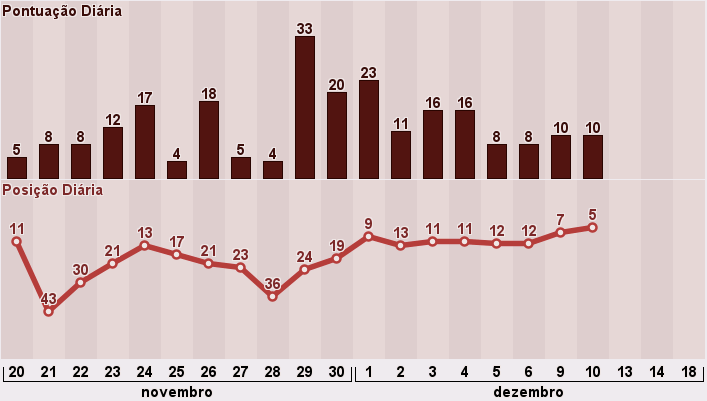 Pontuação Diária
5 8 8 12 17 4 18 5 4 33 20 23 11 16 16 8 8 10 10
Posição Diária
11 43 30 21 13 17 21 23 36 24 19 9 13 11 11 12 12 7 5
20 21 22 23 24 25 26 27 28 29 30 1 2 3 4 5 6 9 10 13 14 18
novembro dezembro